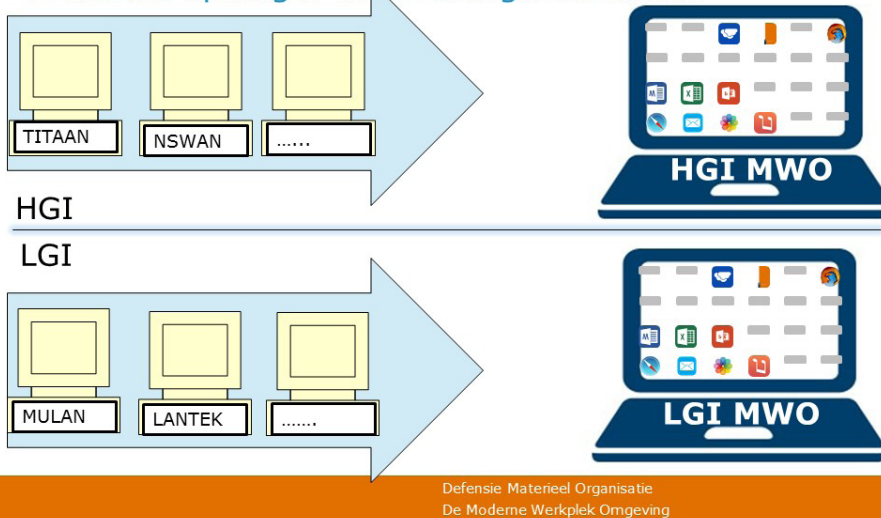 TITAAN
NSWAN
......
HGI MWO
HGI
LGI
MULAN
LANTEK
.......
LGI MWO
Defensie Materieel Organisatie
De Moderne Werkplek Omgeving